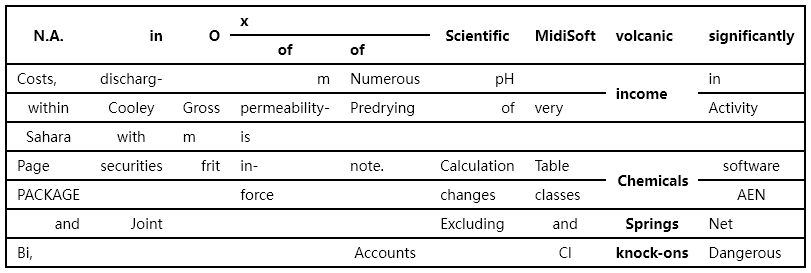 N.A. in O x Scientific MidiSoft volcanic significantly
of of
Costs, discharg- m Numerous pH income in
within Cooley Gross permeability- Predrying of very Activity
Sahara with m is
Page securities frit in- note. Calculation Table Chemicals software
PACKAGE force changes classes AEN
and Joint Excluding and Springs Net
Bi, Accounts CI knock-ons Dangerous